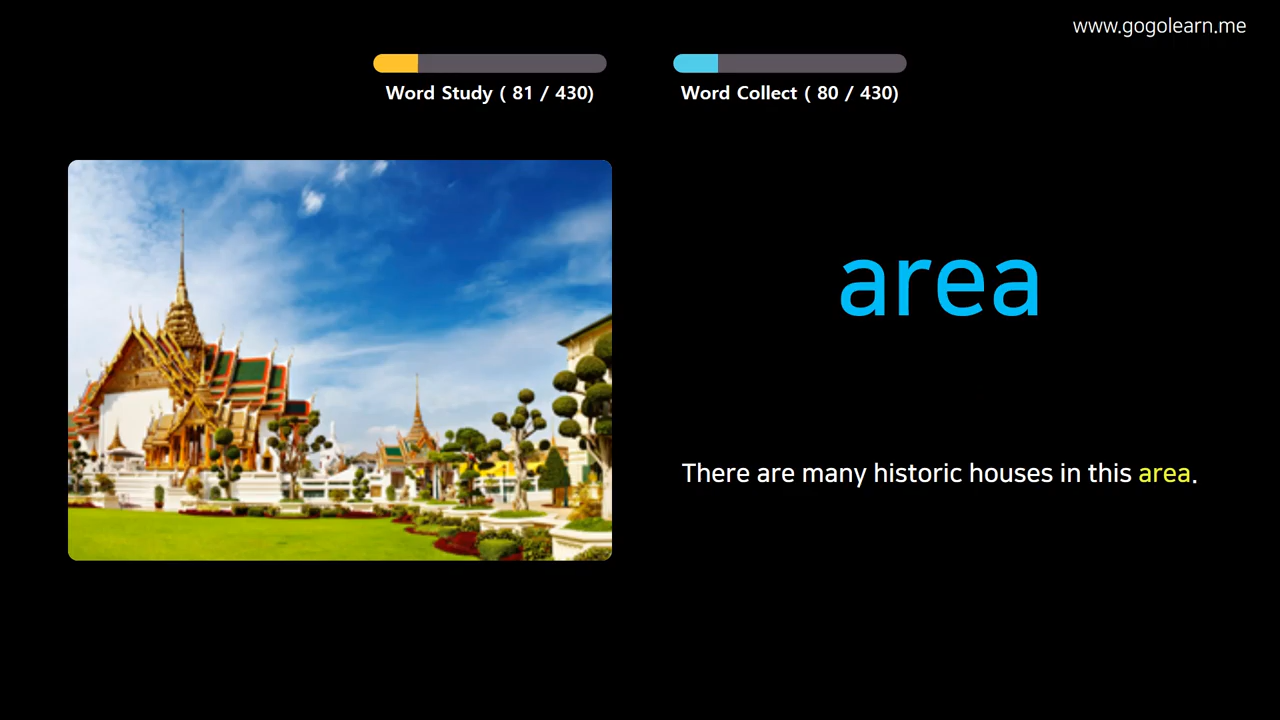 www.gogolearn.me
Word Study ( 81 / 430)
Word Collect ( 80 / 430)
area
There are many historic houses in this area.